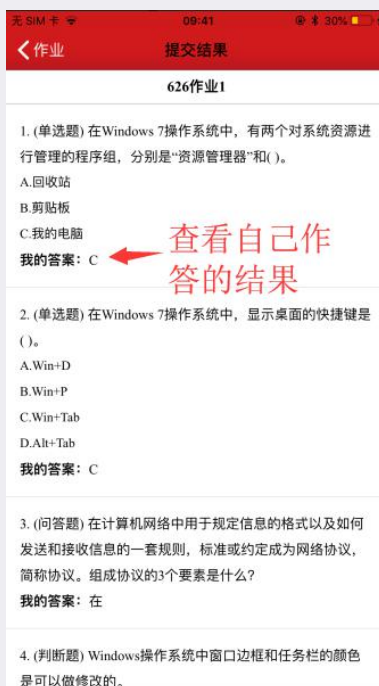 无 SIM 卡 09:41 30%
作业 提交结果
626作业1
1. (单选题) 在Windows 7操作系统中，有两个对系统资源进
行管理的程序组，分别是“资源管理器”和( )。
A.回收站
B.剪贴板
C.我的电脑
我的答案：C
查看自己作
答的结果
2. (单选题) 在Windows 7操作系统中，显示桌面的快捷键是
( )。
A.Win+D
B.Win+P
C.Win+Tab
D.Alt+Tab
我的答案：C
3. (问答题) 在计算机网络中用于规定信息的格式以及如何
发送和接收信息的一套规则，标准或约定成为网络协议，
简称协议。组成协议的3个要素是什么?
我的答案：在
4. (判断题) Windows操作系统中窗口边框和任务栏的颜色
是可以做修改的。